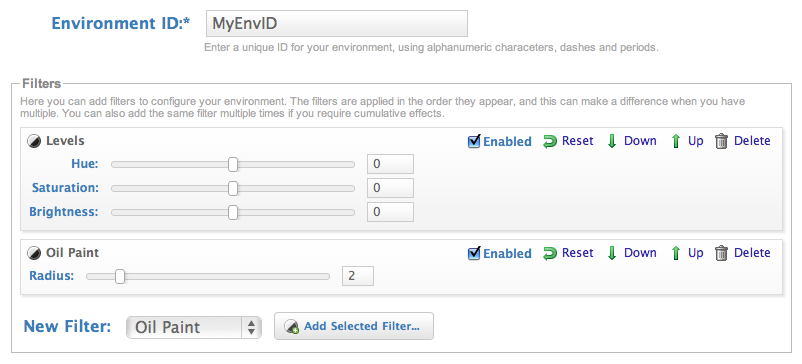 Environment ID:* MyEnvID
Enter a unique ID for your environment, using alphanumeric characeters, dashes and periods.
Filters
Here you can add filters to configure your environment. The filters are applied in the order they appear, and this can make a difference when you have
multiple. You can also add the same filter multiple times if you require cumulative effects.
Levels Enabled Reset Down Up Delete
Hue: 0
Saturation: 0
Brightness: 0
Oil Paint Enabled Reset Down Up Delete
Radius: 2
New Filter: Oil Paint Add Selected Filter...